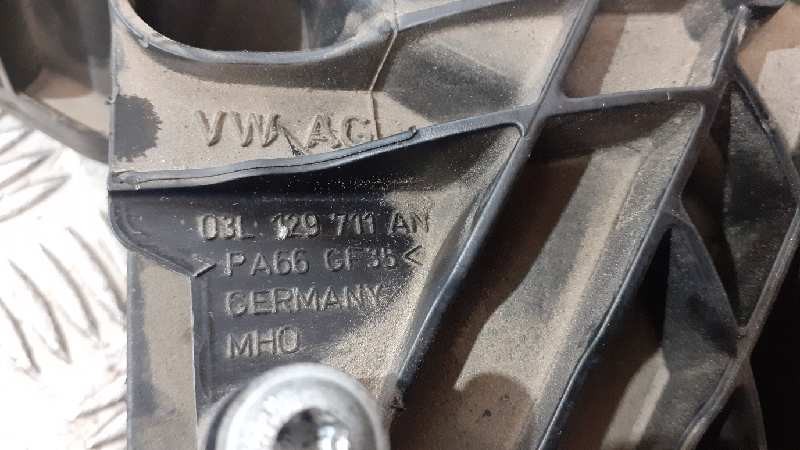 VW AG
03L 129 711 AN
>PA66 GF35<
GERMANY
MHO